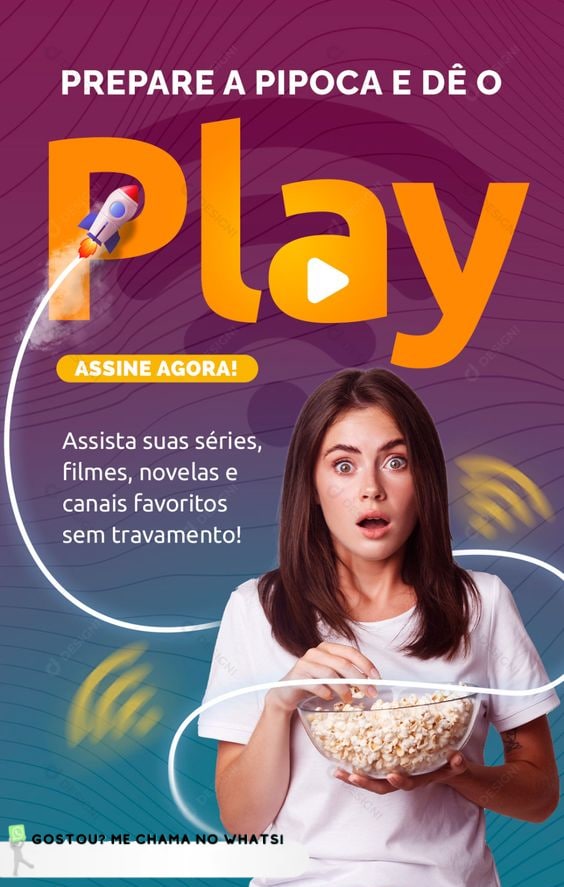 PREPARE A PIPOCA E DÊ O
Play
ASSINE AGORA!
Assista suas séries,
filmes, novelas e
canais favoritos
sem travamento!
GOSTOU? ME CHAMA NO WHATS!
DESIGNI